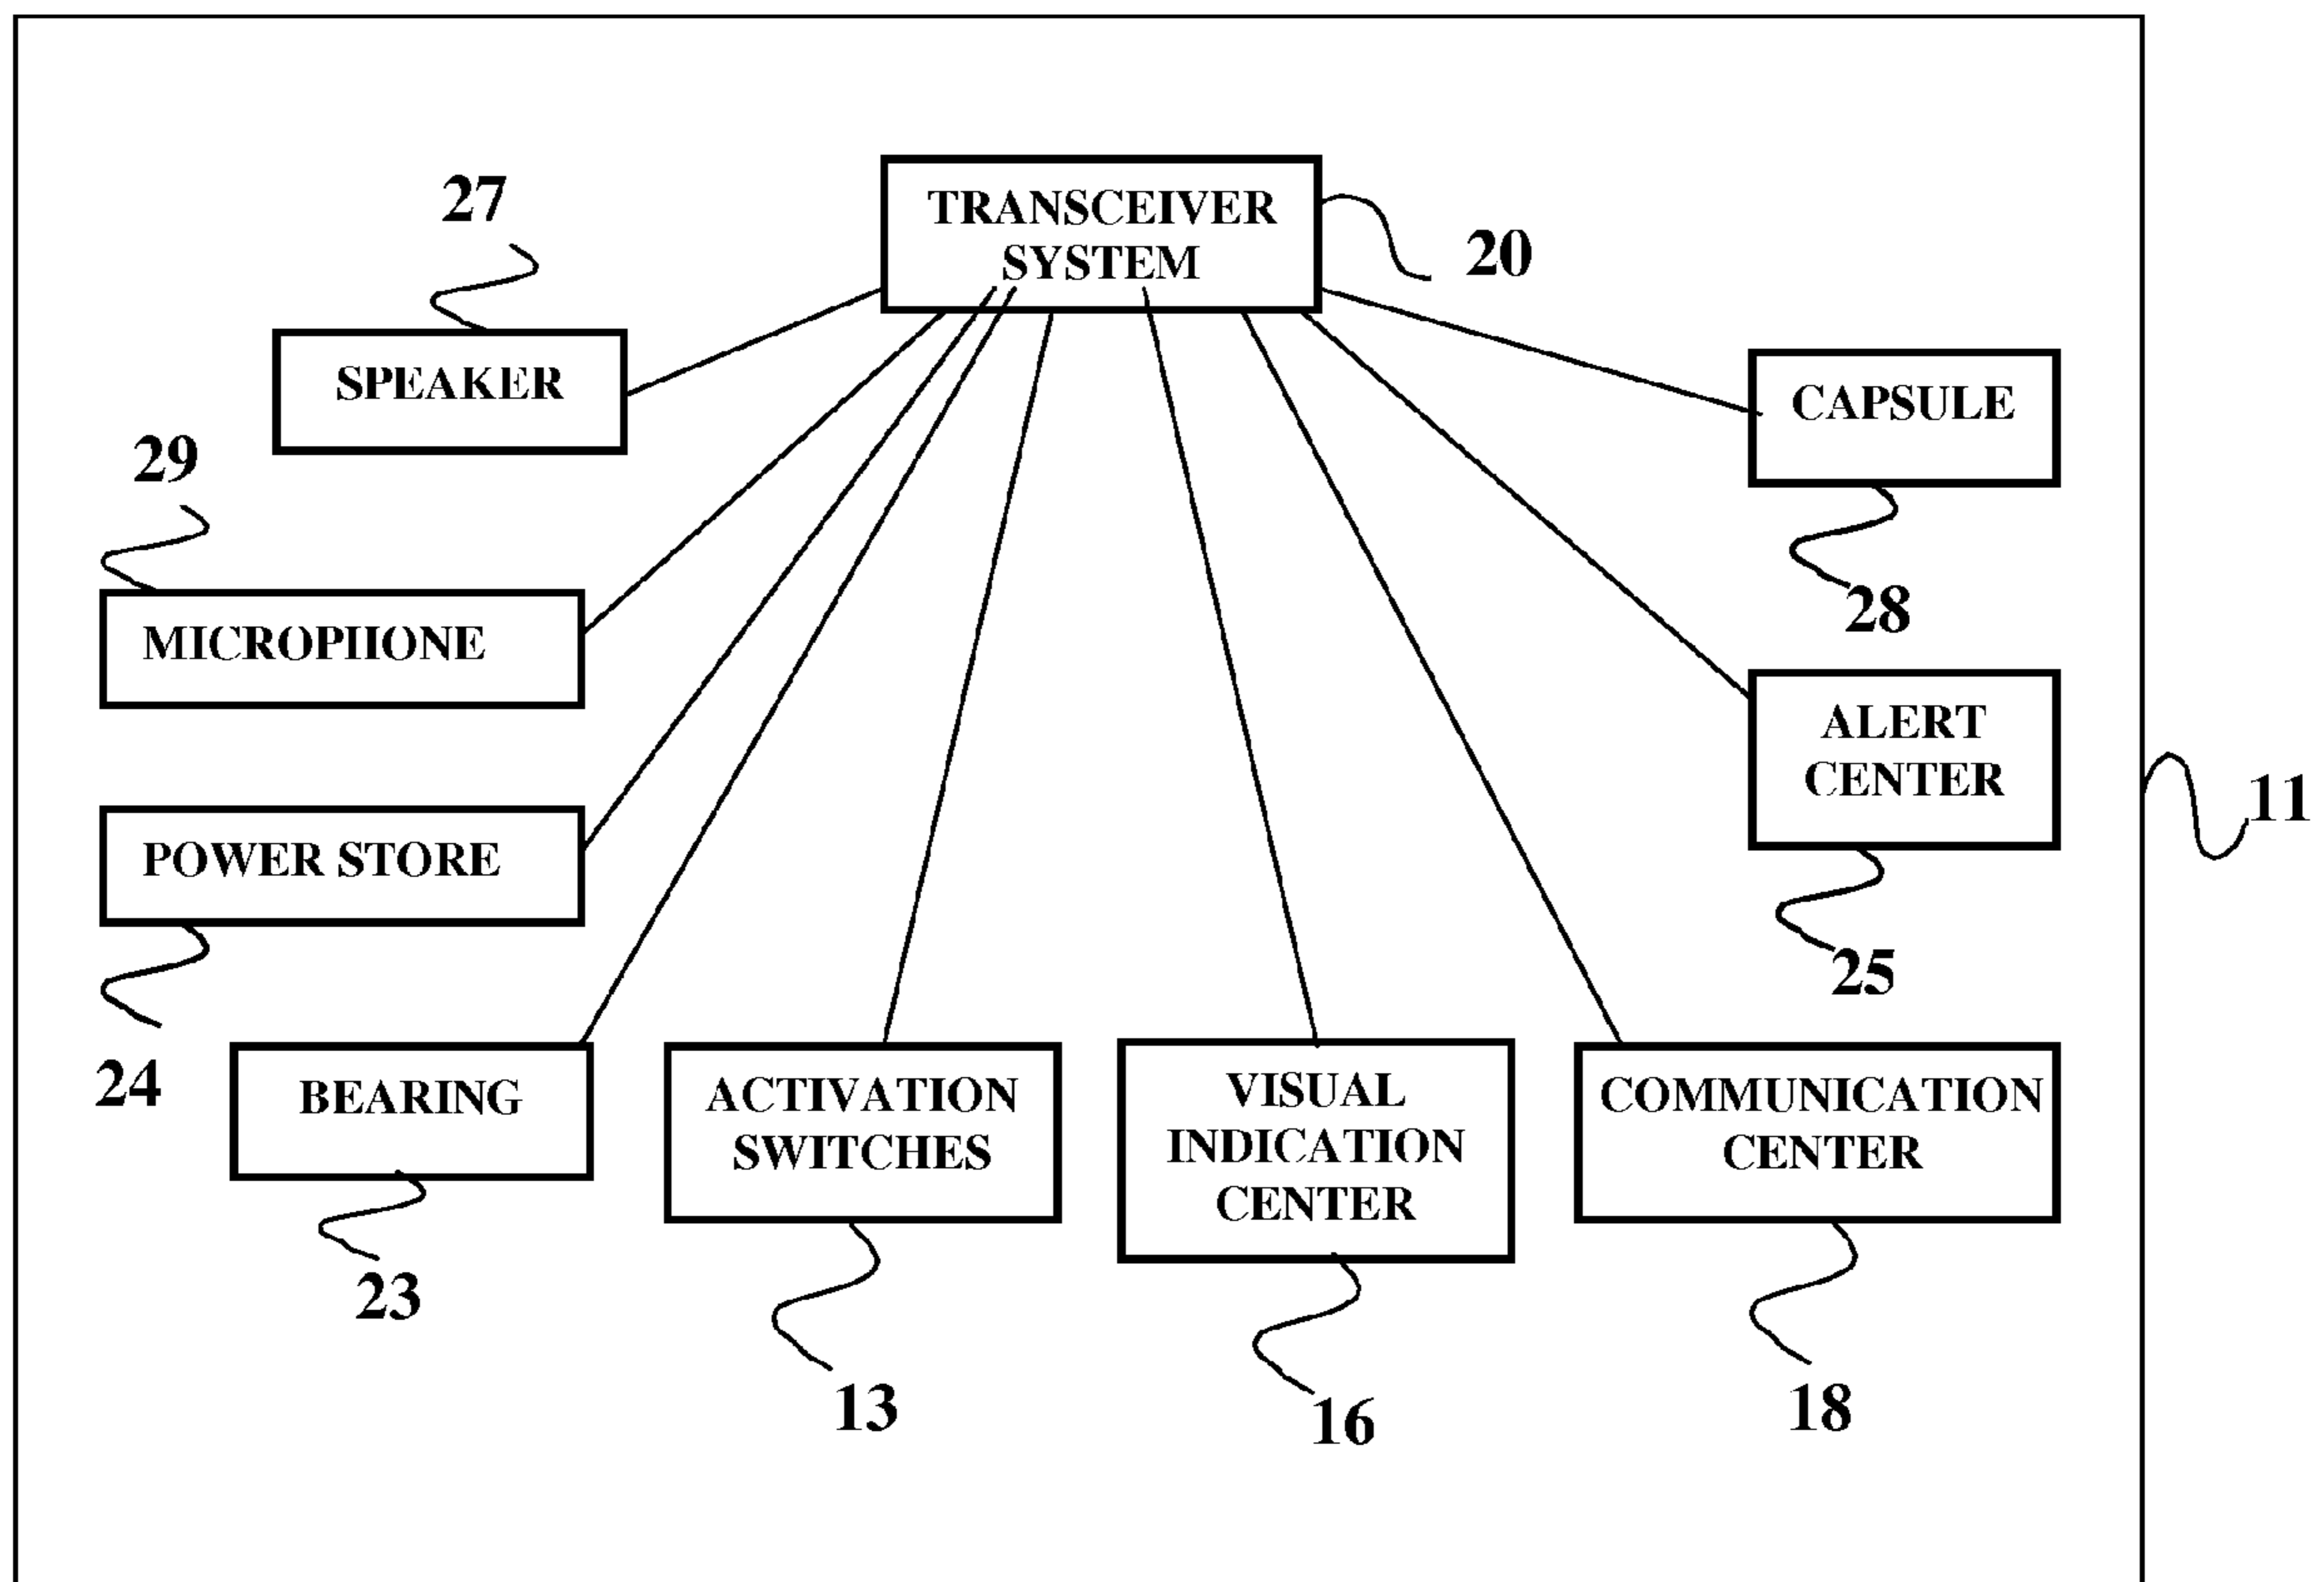 27
TRANSCEIVER
SYSTEM
20
SPEAKER
CAPSULE
29
28
MICROPHONE
ALERT
CENTER
11
POWER STORE
25
24
BEARING
ACTIVATION
SWITCHES
VISUAL
INDICATION
CENTER
COMMUNICATION
CENTER
23
13
16
18